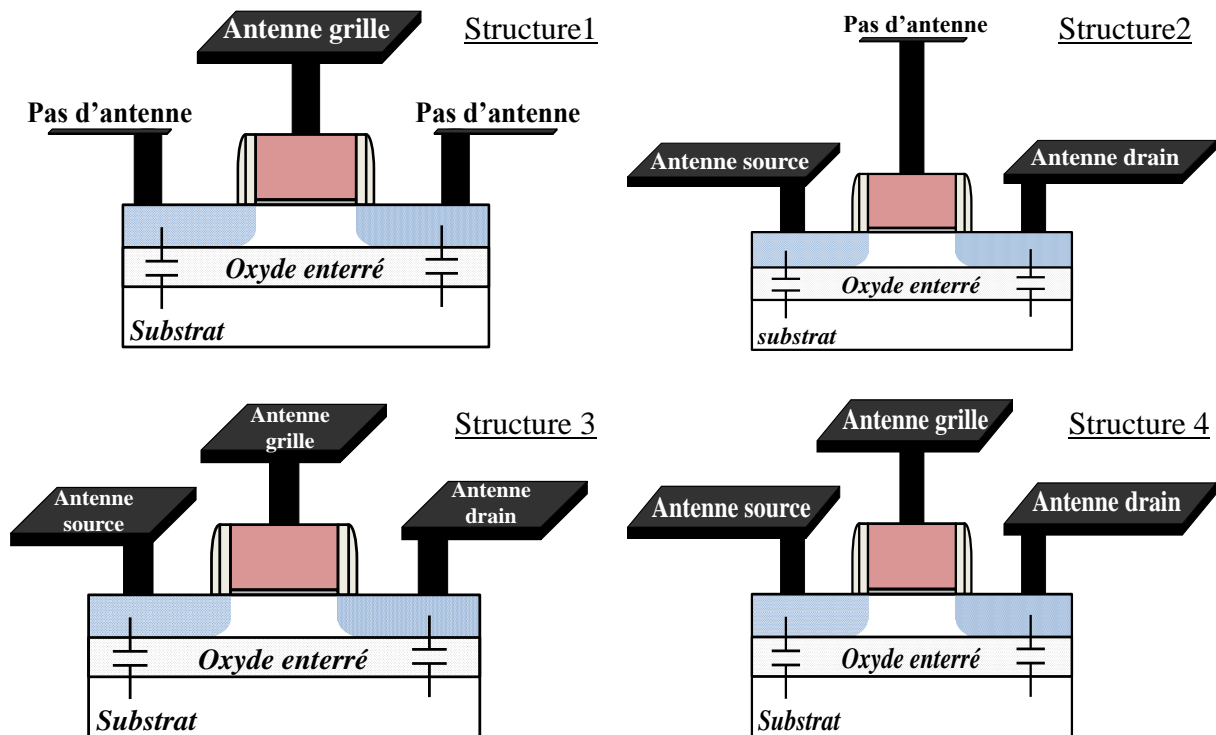 Antenne grille
Structure1
Pas d’antenne
Pas d’antenne
Oxyde enterré
Substrat
Pas d’antenne
Structure2
Antenne source
Antenne drain
Oxyde enterré
substrat
Antenne
grille
Structure 3
Antenne
source
Antenne
drain
Oxyde enterré
Substrat
Antenne grille
Structure 4
Antenne source
Antenne drain
Oxyde enterré
Substrat